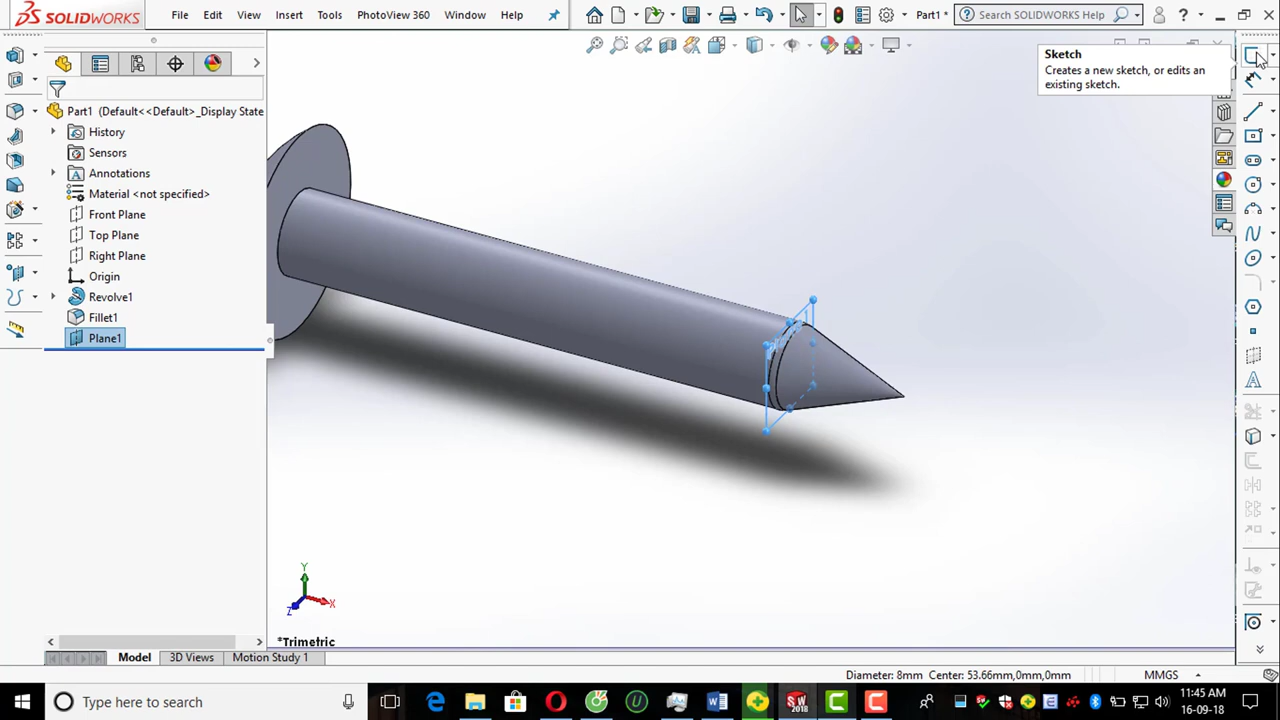 SOLIDWORKS
File
Edit
View
Insert
Tools
PhotoView 360
Window
Help
Part1 *
Search SOLIDWORKS Help
Sketch
Creates a new sketch, or edits an
existing sketch.
Part1 (Default<<Default>_Display State
History
Sensors
Annotations
Material <not specified>
Front Plane
Top Plane
Right Plane
Origin
Revolve1
Fillet1
Plane1
Y
X
Z
*Trimetric
Model
3D Views
Motion Study 1
Diameter: 8mm Center: 53.66mm,0mm,0mm
MMGS
Type here to search
11:45 AM
16-09-18